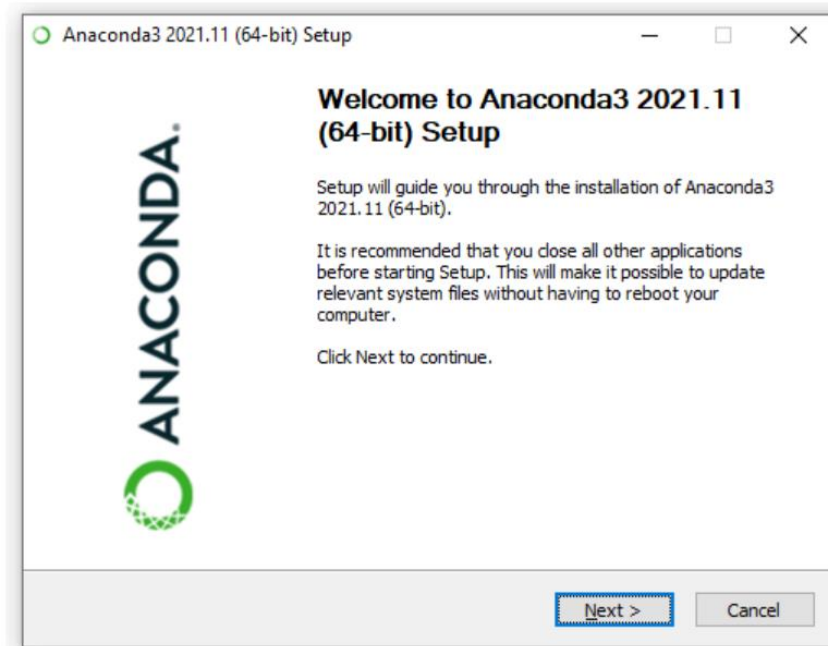 Anaconda3 2021.11 (64-bit) Setup
Welcome to Anaconda3 2021.11
(64-bit) Setup
Setup will guide you through the installation of Anaconda3
2021.11 (64-bit).
It is recommended that you close all other applications
before starting Setup. This will make it possible to update
relevant system files without having to reboot your
computer.
Click Next to continue.
ANACONDA.
Next >
Cancel